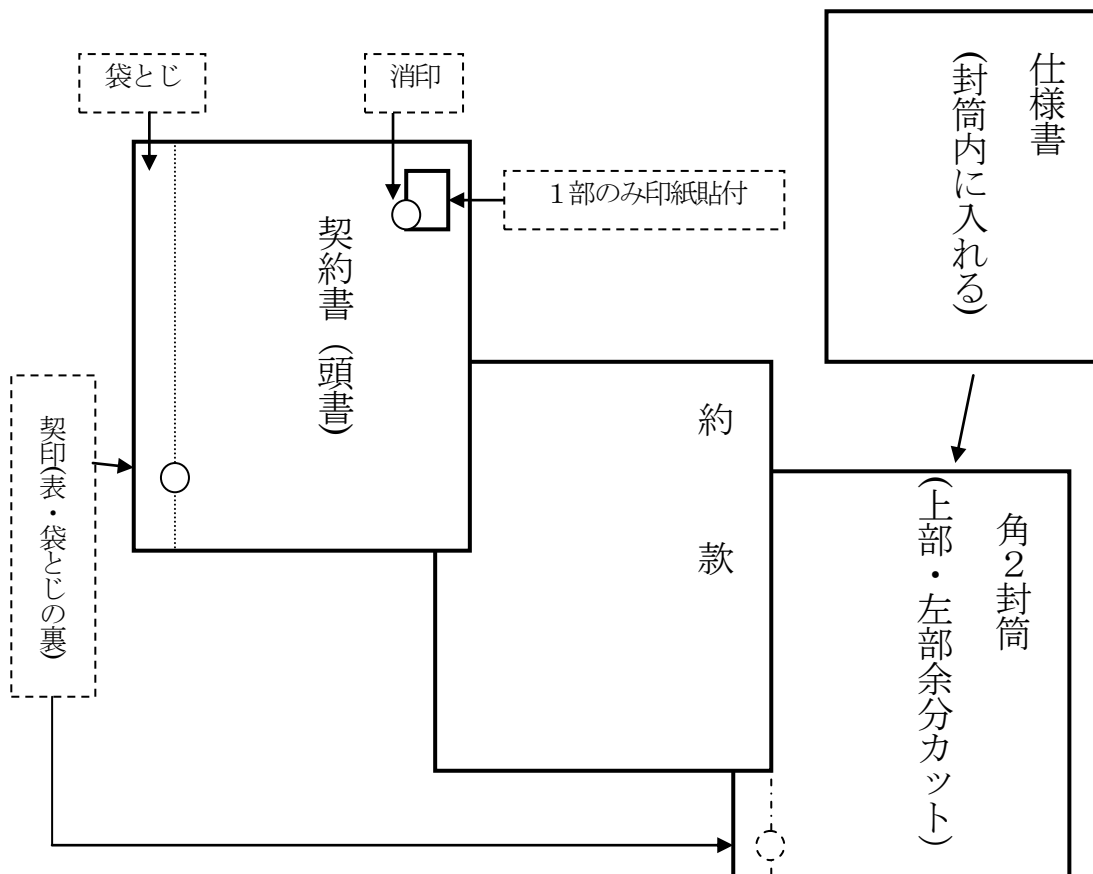 袋とじ
消印
１部のみ印紙貼付
仕様書
(封筒内に入れる)
契約書（頭書）
契印(表・袋とじの裏)
約款
角２封筒
(上部・左部余分カット)